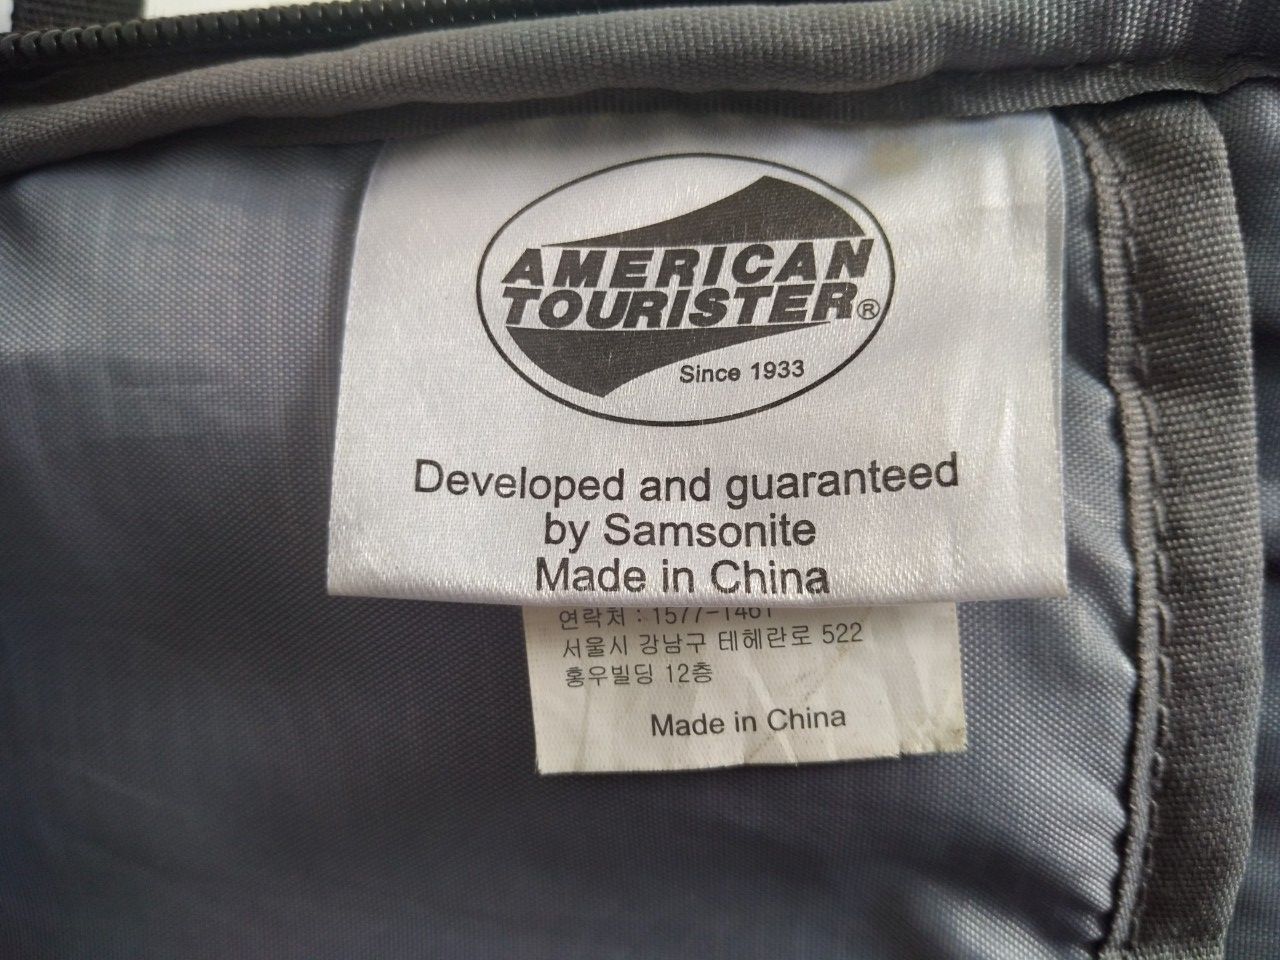 AMERICAN
TOURISTER®
Since 1933
Developed and guaranteed
by Samsonite
Made in China
연락처 : 1577-1461
서울시 강남구 테헤란로 522
홍우빌딩 12층
Made in China